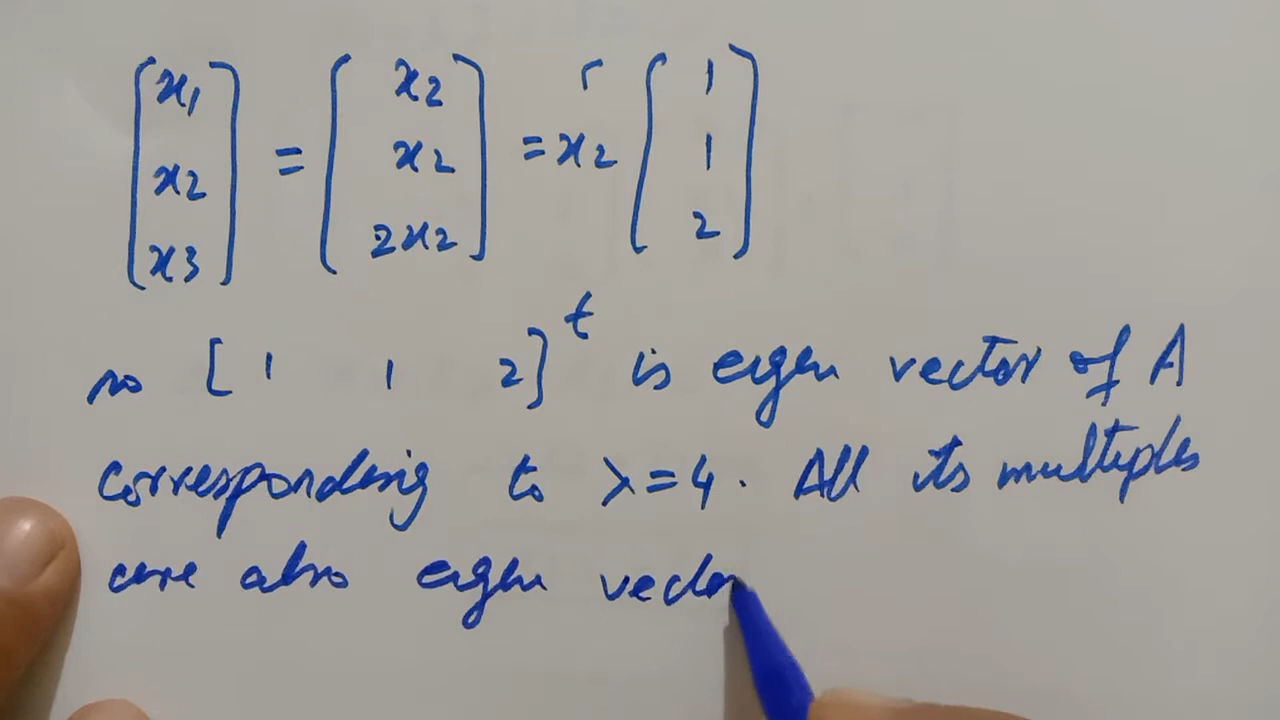 [x1 x2 x3] = [x2 x2 2x2] = x2 [1 1 2]
so [1 1 2]^t is eigen vector of A
corresponding to λ=4. All its multiples
are also eigen vector